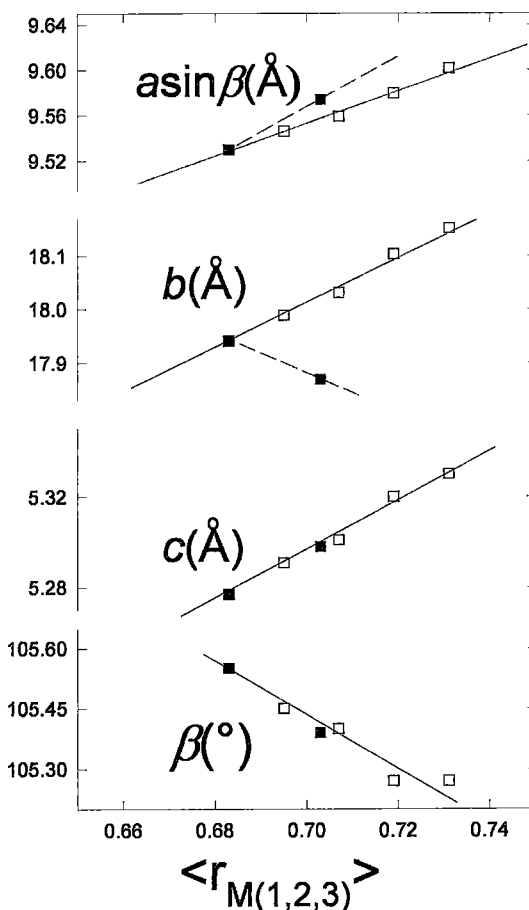 9.64
9.60
9.56
9.52
asinβ(Å)
18.1
18.0
17.9
b(Å)
5.32
5.28
c(Å)
105.60
105.45
105.30
β(°)
0.66 0.68 0.70 0.72 0.74
<r_M(1,2,3)>